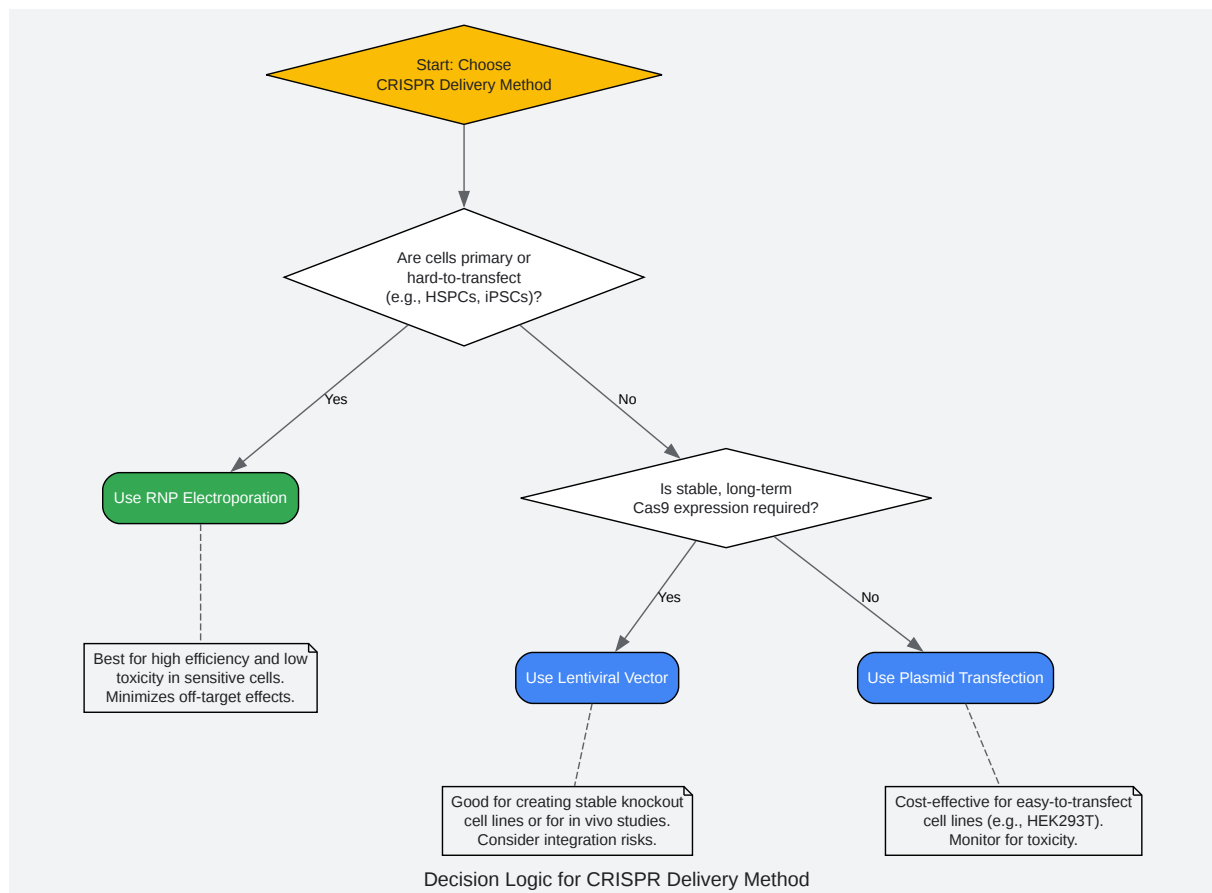 Start: Choose
CRISPR Delivery Method
Are cells primary or
hard-to-transfect
(e.g., HSPCs, iPSCs)?
Yes
No
Use RNP Electroporation
Is stable, long-term
Cas9 expression required?
Yes
No
Best for high efficiency and low
toxicity in sensitive cells.
Minimizes off-target effects.
Use Lentiviral Vector
Use Plasmid Transfection
Good for creating stable knockout
cell lines or for in vivo studies.
Consider integration risks.
Cost-effective for easy-to-transfect
cell lines (e.g., HEK293T).
Monitor for toxicity.
Decision Logic for CRISPR Delivery Method